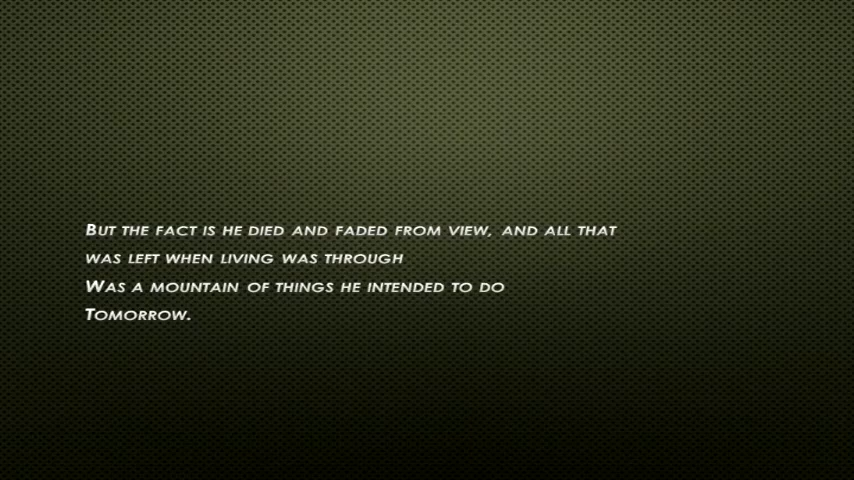 But the fact is he died and faded from view, and all that
was left when living was through
Was a mountain of things he intended to do
Tomorrow.